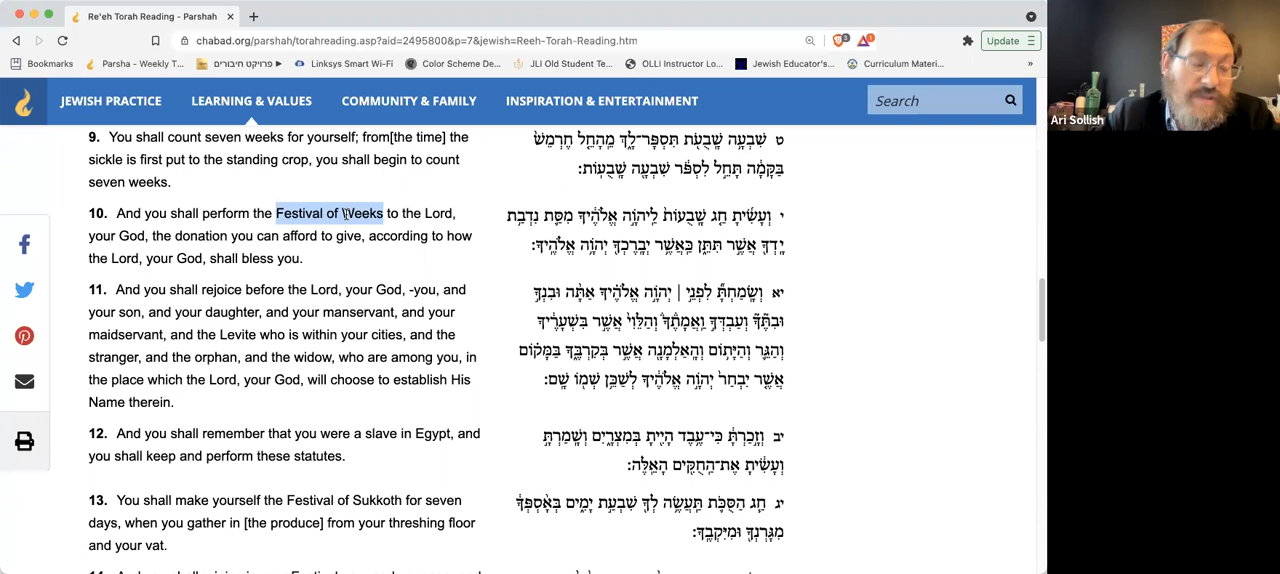 Re'eh Torah Reading - Parshah
chabad.org/parshah/torahreading.asp?aid=2495800&p=7&jewish=Reeh-Torah-Reading.htm
3
1
Update
Bookmarks
Parsha - Weekly T...
פרויקט חיבורים
Linksys Smart Wi-Fi
Color Scheme De...
JLI Old Student Te...
OLLI Instructor Lo...
Jewish Educator's...
Curriculum Materi...
»
JEWISH PRACTICE
LEARNING & VALUES
COMMUNITY & FAMILY
INSPIRATION & ENTERTAINMENT
Search
Ari Sollish
9. You shall count seven weeks for yourself; from[the time] the
sickle is first put to the standing crop, you shall begin to count
seven weeks.
ט שִׁבְעָ֥ה שָֽׁבֻעֹ֖ת תִּסְפָּר־לָ֑ךְ מֵֽהָחֵ֤ל חֶרְמֵשׁ֙
בַּקָּמָ֔ה תָּחֵ֣ל לִסְפֹּ֔ר שִׁבְעָ֖ה שָֽׁבֻעֽוֹת:
10. And you shall perform the Festival of Weeks to the Lord,
your God, the donation you can afford to give, according to how
the Lord, your God, shall bless you.
י וְעָשִׂ֜יתָ חַ֤ג שָֽׁבֻעוֹת֙ לַֽיהֹוָ֣ה אֱלֹהֶ֔יךָ מִסַּ֛ת נִדְבַ֥ת
יָֽדְךָ֖ אֲשֶׁ֣ר תִּתֵּ֑ן כַּֽאֲשֶׁ֥ר יְבָֽרֶכְךָ֖ יְהֹוָ֥ה אֱלֹהֶֽיךָ:
11. And you shall rejoice before the Lord, your God, -you, and
your son, and your daughter, and your manservant, and your
maidservant, and the Levite who is within your cities, and the
stranger, and the orphan, and the widow, who are among you, in
the place which the Lord, your God, will choose to establish His
Name therein.
יא וְשָֽׂמַחְתָּ֞ לִפְנֵ֣י | יְהֹוָ֣ה אֱלֹהֶ֗יךָ אַתָּ֨ה וּבִנְךָ֣
וּבִתֶּ֘ךָ֘ וְעַבְדְּךָ֣ וַֽאֲמָתֶ֒ךָ֒ וְהַלֵּוִי֙ אֲשֶׁ֣ר בִּשְׁעָרֶ֔יךָ
וְהַגֵּ֛ר וְהַיָּת֥וֹם וְהָֽאַלְמָנָ֖ה אֲשֶׁ֣ר בְּקִרְבֶּ֑ךָ בַּמָּק֗וֹם
אֲשֶׁ֤ר יִבְחַר֙ יְהֹוָ֣ה אֱלֹהֶ֔יךָ לְשַׁכֵּ֥ן שְׁמ֖וֹ שָֽׁם:
12. And you shall remember that you were a slave in Egypt, and
you shall keep and perform these statutes.
יב וְזָ֣כַרְתָּ֔ כִּי־עֶ֥בֶד הָיִ֖יתָ בְּמִצְרָ֑יִם וְשָֽׁמַרְתָּ֣
וְעָשִׂ֔יתָ אֶת־הַֽחֻקִּ֖ים הָאֵֽלֶּה:
13. You shall make yourself the Festival of Sukkoth for seven
days, when you gather in [the produce] from your threshing floor
and your vat.
יג חַ֧ג הַסֻּכֹּ֛ת תַּֽעֲשֶׂ֥ה לְךָ֖ שִׁבְעַ֣ת יָמִ֑ים בְּאָ֨סְפְּךָ֔
מִגָּרְנְךָ֖ וּמִיִּקְבֶֽךָ: